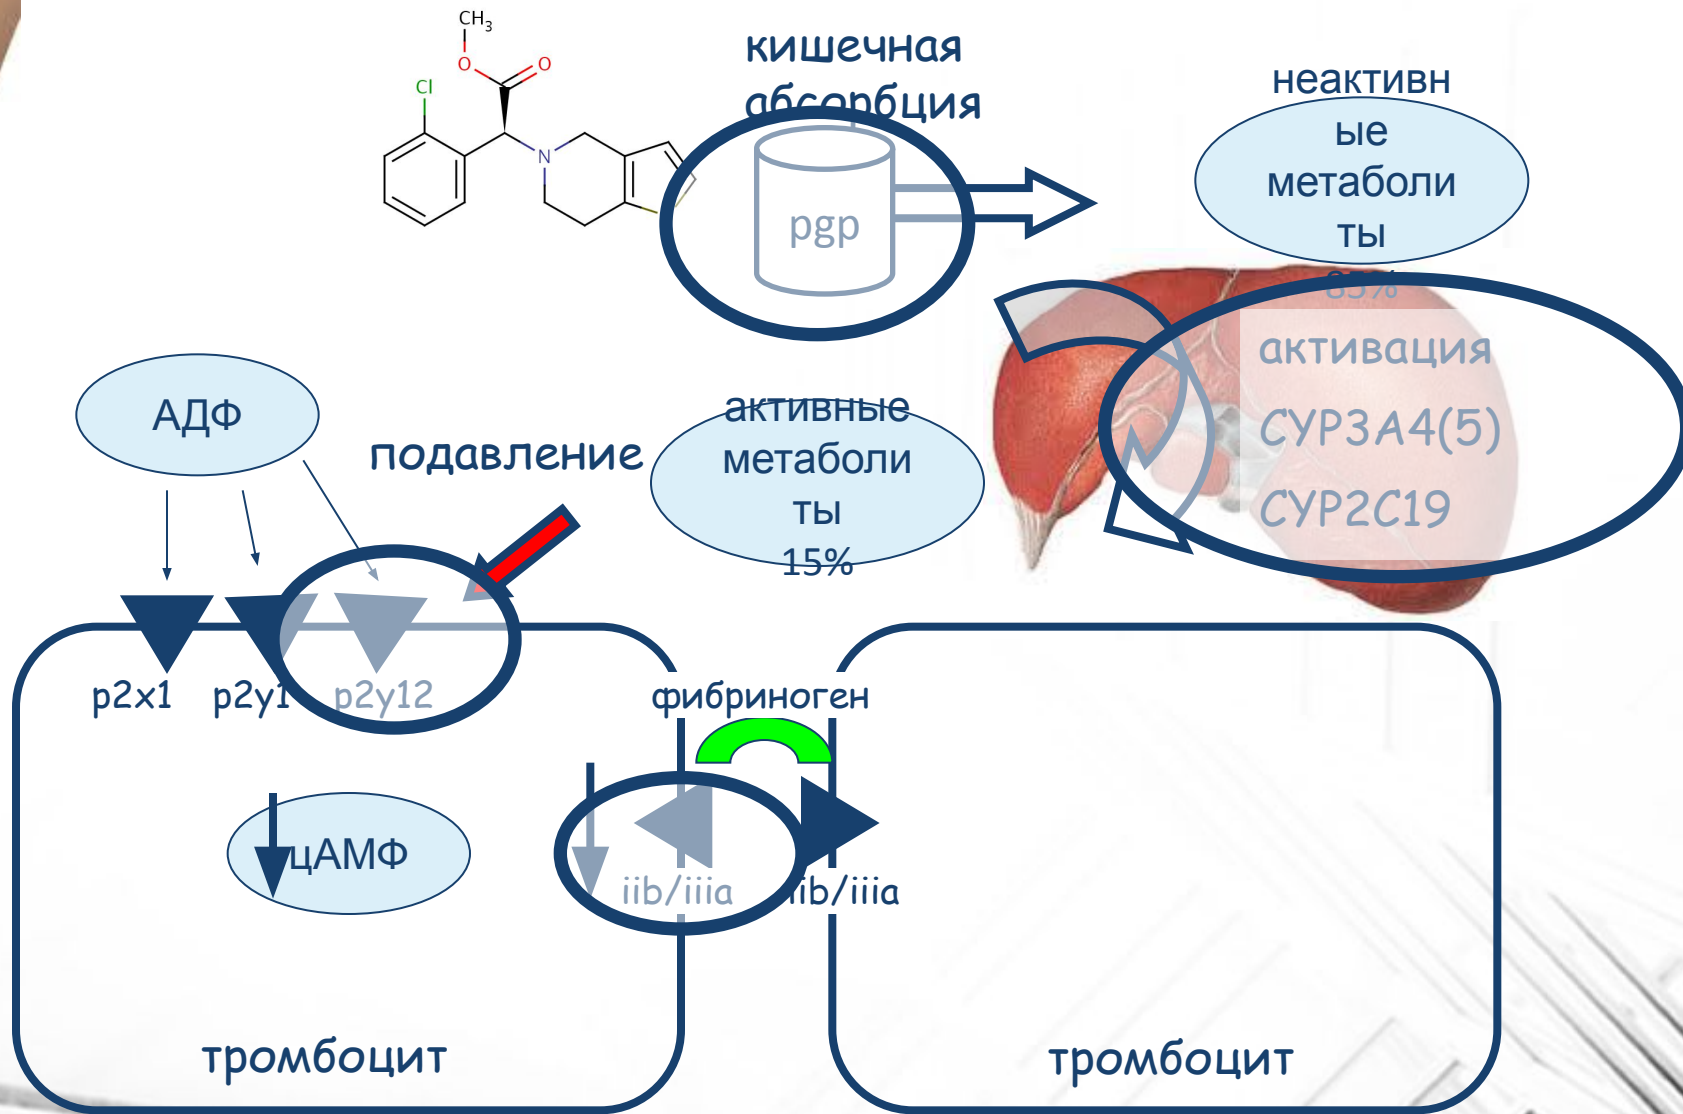 CH3
O
O
Cl
N
кишечная
абсорбция
pgp
неактивн
ые
метаболи
ты
85%
активация
CYP3A4(5)
CYP2C19
АДФ
подавление
активные
метаболи
ты
15%
p2x1
p2y1
p2y12
фибриноген
цАМФ
iib/iiia
iib/iiia
тромбоцит
тромбоцит